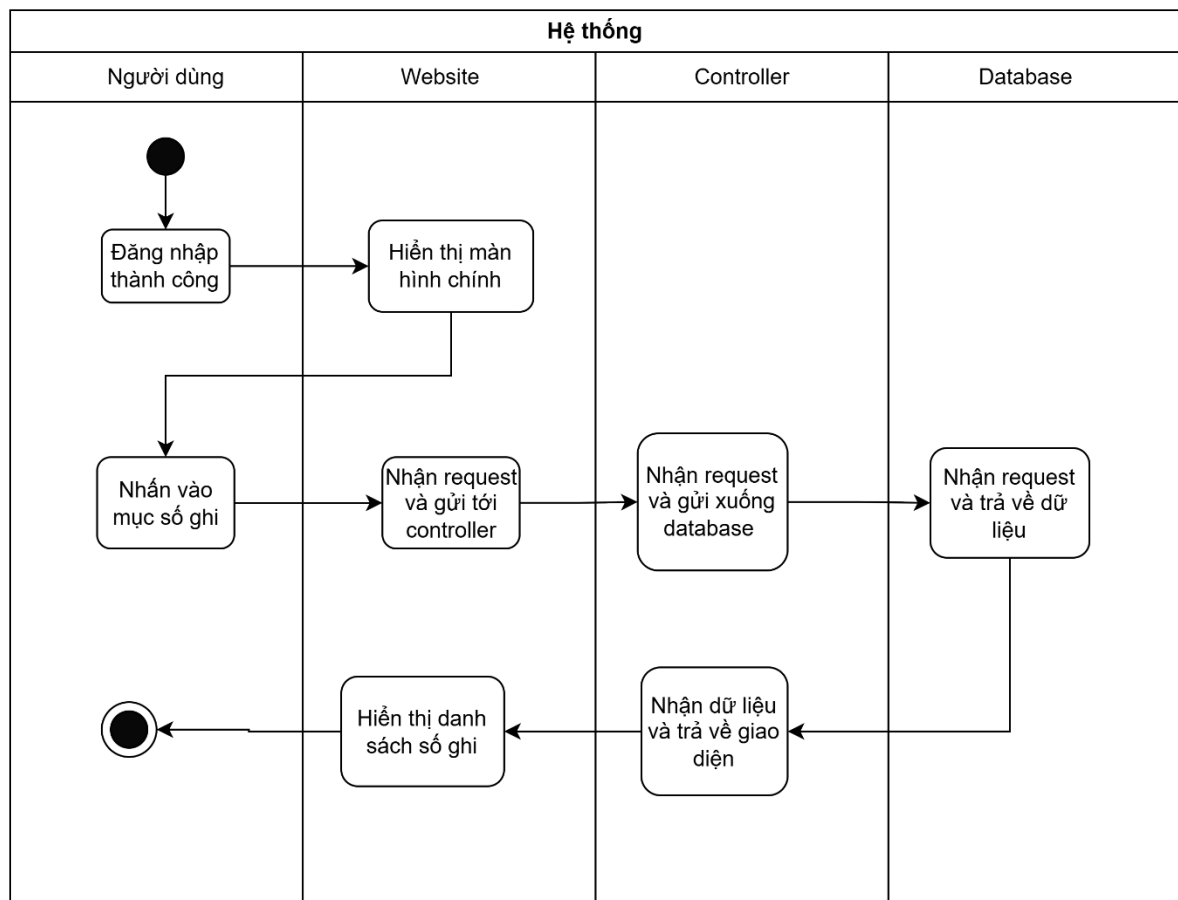 Hệ thống
Người dùng
Website
Controller
Database
Đăng nhập
thành công
Hiển thị màn
hình chính
Nhấn vào
mục số ghi
Nhận request
và gửi tới
controller
Nhận request
và gửi xuống
database
Nhận request
và trả về dữ
liệu
Hiển thị danh
sách số ghi
Nhận dữ liệu
và trả về giao
diện